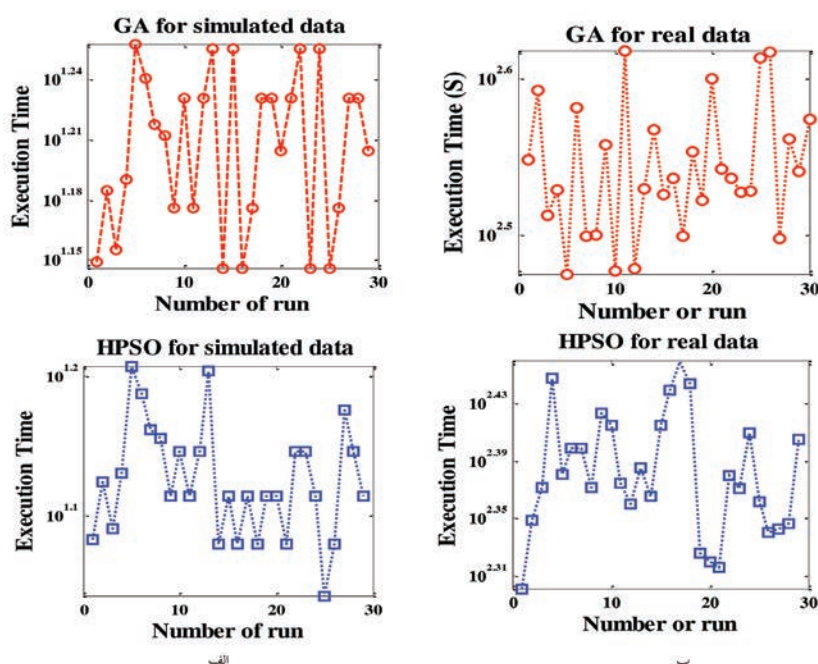 GA for simulated data
Execution Time
10^1.24
10^1.21
10^1.18
10^1.15
0 10 20 30
Number of run
GA for real data
Execution Time (S)
10^2.6
10^2.5
0 10 20 30
Number or run
HPSO for simulated data
Execution Time
10^1.2
10^1.1
0 10 20 30
Number of run
HPSO for real data
Execution Time
10^2.43
10^2.39
10^2.35
10^2.31
0 10 20 30
Number or run
الف
ب